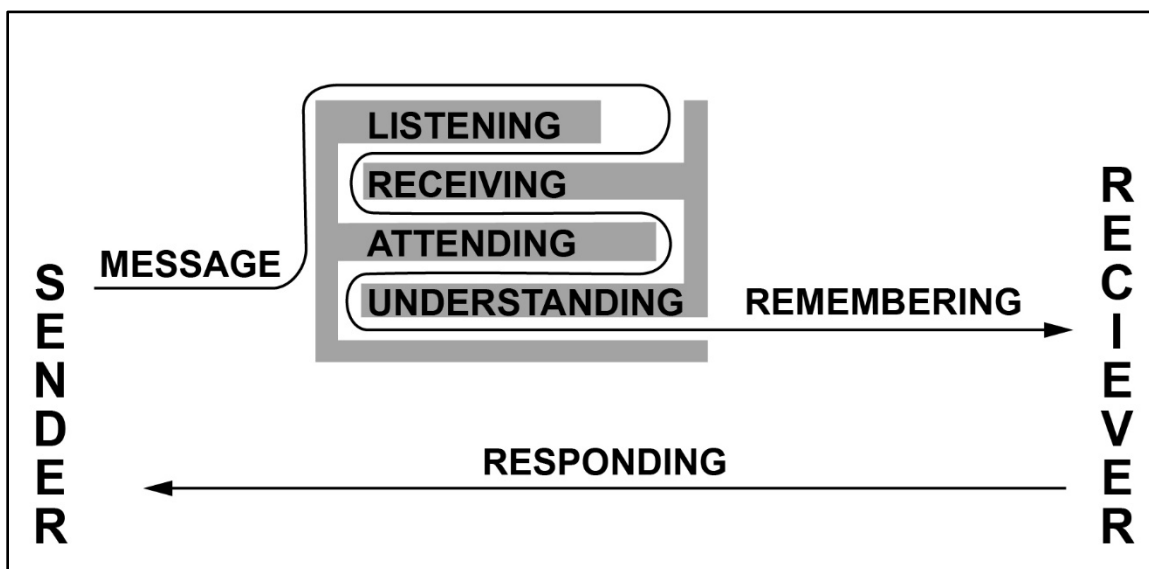 SENDER
MESSAGE
LISTENING
RECEIVING
ATTENDING
UNDERSTANDING
REMEMBERING
RESPONDING
RECIEVER